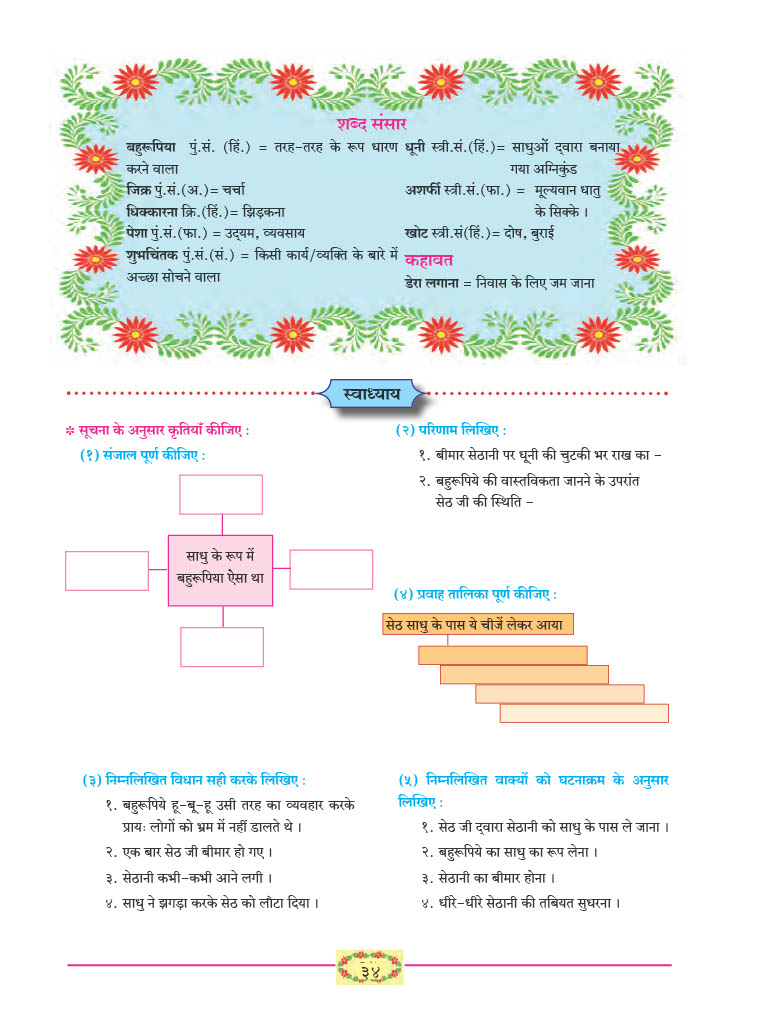 शब्द संसार
बहुरूपिया पुं.सं. (हिं.) = तरह-तरह के रूप धारण
करने वाला
जिक्र पुं.सं.(अ.)= चर्चा
धिक्कारना क्रि.(हिं.)= झिड़कना
पेशा पुं.सं.(फा.) = उद्‌यम, व्यवसाय
शुभचिंतक पुं.सं.(सं.) = किसी कार्य/व्यक्ति के बारे में
अच्छा सोचने वाला
धूनी स्त्री.सं.(हिं.)= साधुओं द्‌वारा बनाया
गया अग्निकुंड
अशर्फी स्त्री.सं.(फा.) = मूल्यवान धातु
के सिक्के ।
खोट स्त्री.सं(हिं.)= दोष, बुराई
कहावत
डेरा लगाना = निवास के लिए जम जाना
स्वाध्याय
* सूचना के अनुसार कृतियाँ कीजिए :
(१) संजाल पूर्ण कीजिए :
साधु के रूप में
बहुरूपिया ऐसा था
(२) परिणाम लिखिए :
१. बीमार सेठानी पर धूनी की चुटकी भर राख का -
२. बहुरूपिये की वास्तविकता जानने के उपरांत
सेठ जी की स्थिति -
(४) प्रवाह तालिका पूर्ण कीजिए :
सेठ साधु के पास ये चीजें लेकर आया
(३) निम्नलिखित विधान सही करके लिखिए :
१. बहुरूपिये हू-बू-हू उसी तरह का व्यवहार करके
प्रायः लोगों को भ्रम में नहीं डालते थे ।
२. एक बार सेठ जी बीमार हो गए ।
३. सेठानी कभी-कभी आने लगी ।
४. साधु ने झगड़ा करके सेठ को लौटा दिया ।
(५) निम्नलिखित वाक्यों को घटनाक्रम के अनुसार
लिखिए :
१. सेठ जी द्‌वारा सेठानी को साधु के पास ले जाना ।
२. बहुरूपिये का साधु का रूप लेना ।
३. सेठानी का बीमार होना ।
४. धीरे-धीरे सेठानी की तबियत सुधरना ।
३४